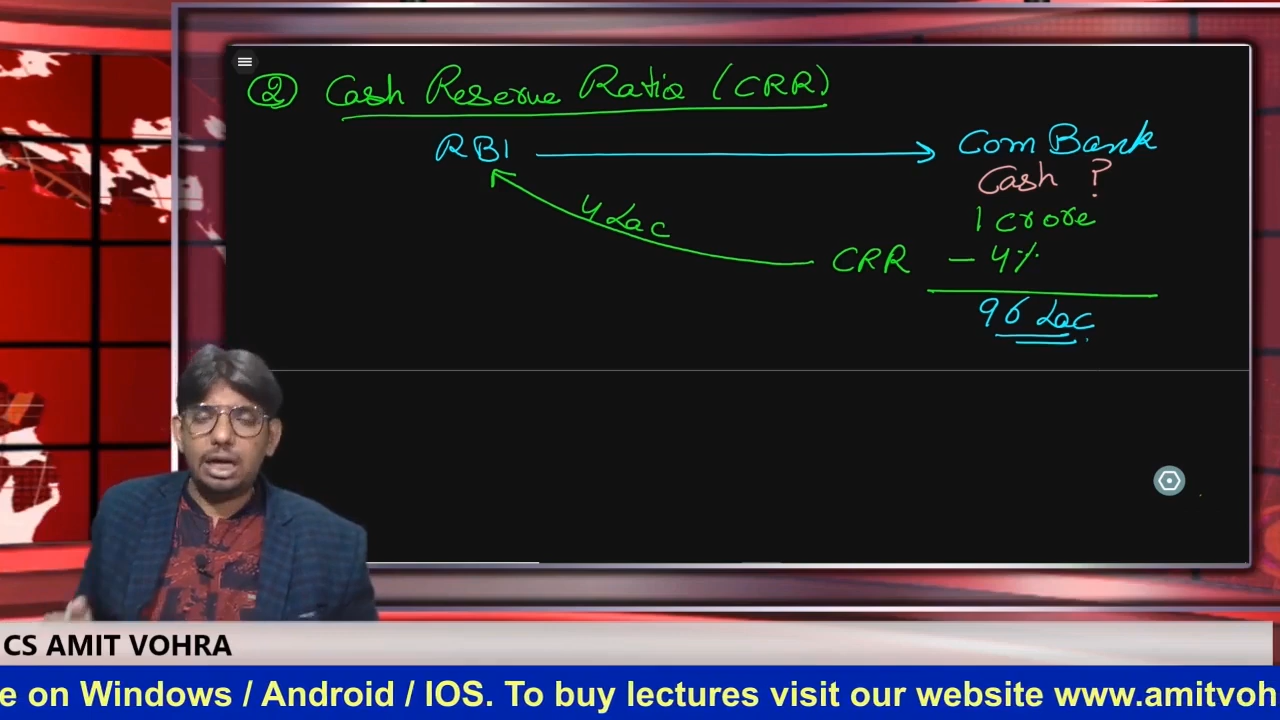 ② Cash Reserve Ratio (CRR)
RBI Com Bank
Cash ?
4 Lac 1 crore
CRR - 4%
96 Lac
CS AMIT VOHRA
e on Windows / Android / IOS. To buy lectures visit our website www.amitvoh